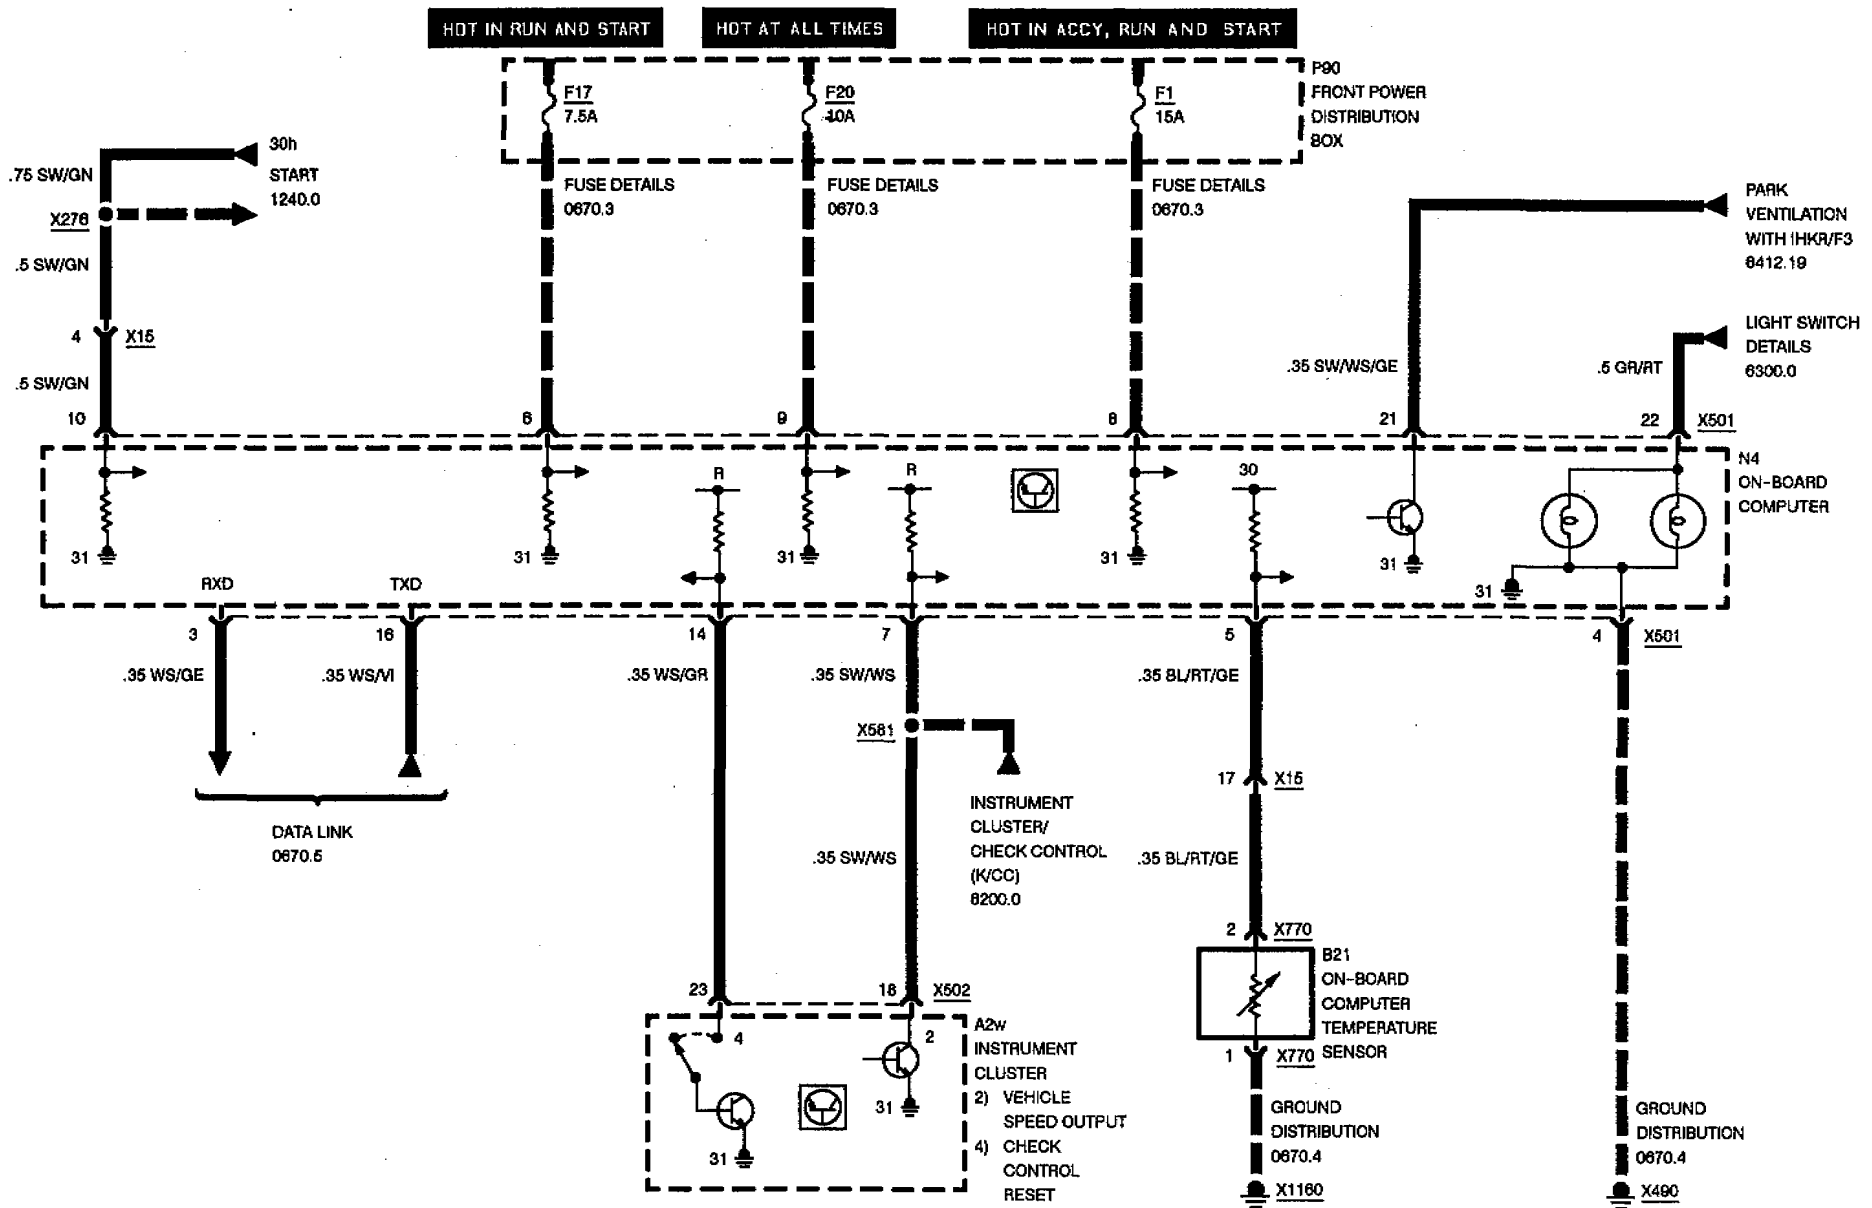 HOT IN RUN AND START
HOT AT ALL TIMES
HOT IN ACCY, RUN AND START
P90
FRONT POWER
DISTRIBUTION
BOX
F17
7.5A
F20
10A
F1
15A
30h
START
1240.0
.75 SW/GN
X276
.5 SW/GN
4
X15
.5 SW/GN
10
FUSE DETAILS
0670.3
FUSE DETAILS
0670.3
FUSE DETAILS
0670.3
PARK
VENTILATION
WITH IHKR/F3
6412.19
LIGHT SWITCH
DETAILS
6300.0
.35 SW/WS/GE
.5 GR/RT
6
9
8
21
22
X501
N4
ON-BOARD
COMPUTER
R
R
30
31
31
31
31
31
31
RXD
TXD
3
16
14
7
5
4
X501
.35 WS/GE
.35 WS/VI
.35 WS/GR
.35 SW/WS
.35 BL/RT/GE
X581
17
X15
DATA LINK
0670.5
INSTRUMENT
CLUSTER/
CHECK CONTROL
(K/CC)
6200.0
.35 SW/WS
.35 BL/RT/GE
2
X770
B21
ON-BOARD
COMPUTER
TEMPERATURE
SENSOR
1
X770
23
18
X502
4
2
31
31
A2w
INSTRUMENT
CLUSTER
2) VEHICLE
SPEED OUTPUT
4) CHECK
CONTROL
RESET
GROUND
DISTRIBUTION
0670.4
X1160
GROUND
DISTRIBUTION
0670.4
X490